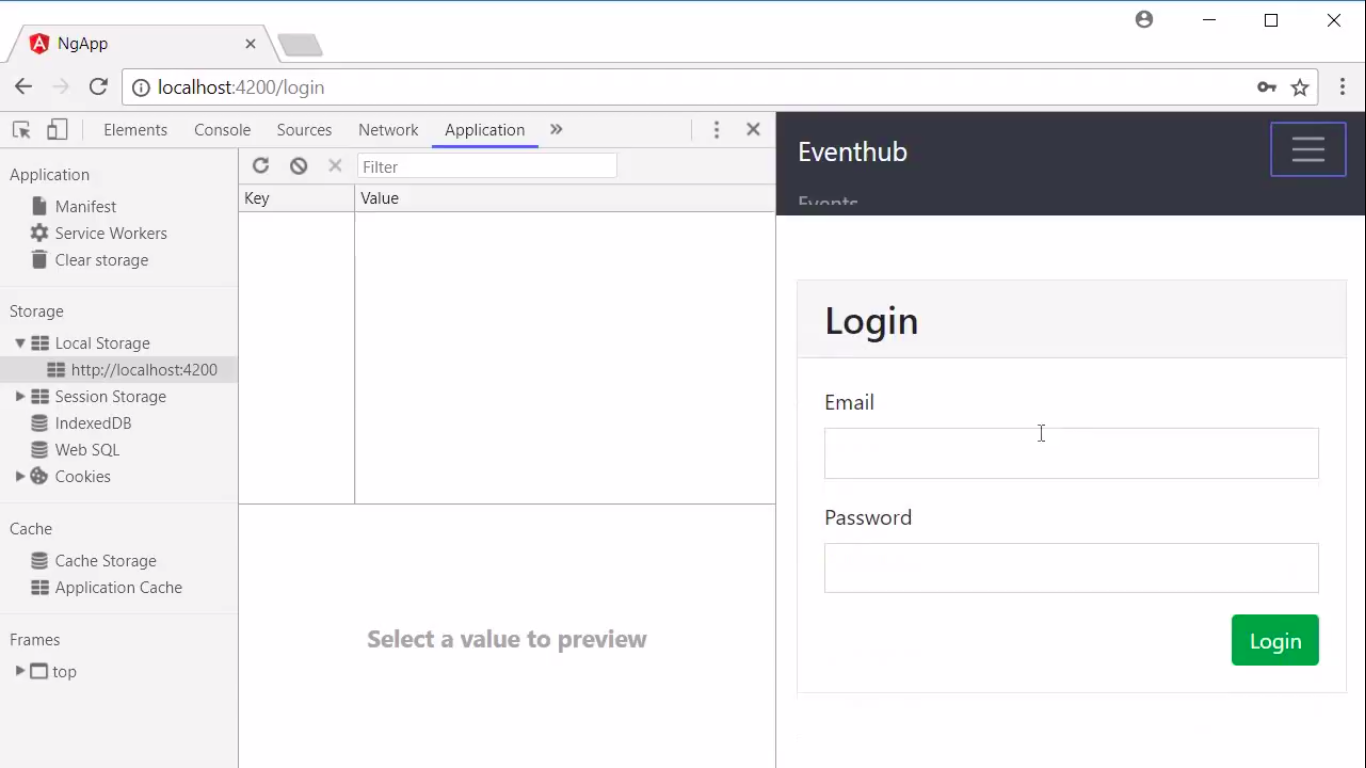 NgApp
localhost:4200/login
Elements Console Sources Network Application »
Application
Manifest
Service Workers
Clear storage
Storage
Local Storage
http://localhost:4200
Session Storage
IndexedDB
Web SQL
Cookies
Cache
Cache Storage
Application Cache
Frames
top
Filter
Key Value
Select a value to preview
Eventhub
Events
Login
Email
Password
Login